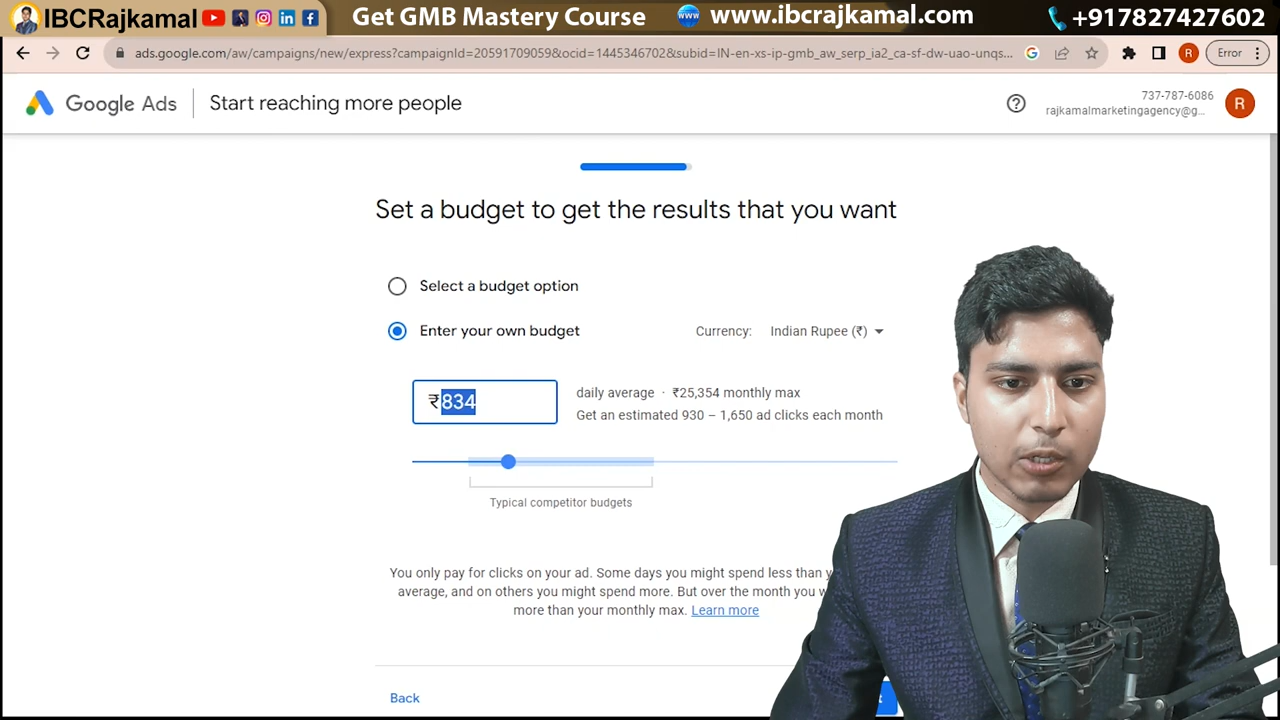 IBCRajkamal
Get GMB Mastery Course
www.ibcrajkamal.com
+917827427602
ads.google.com/aw/campaigns/new/express?campaignId=20591709059&ocid=1445346702&subid=IN-en-xs-ip-gmb_aw_serp_ia2_ca-sf-dw-uao-unqs...
R
Error
Google Ads
Start reaching more people
737-787-6086
rajkamalmarketingagency@g...
R
Set a budget to get the results that you want
Select a budget option
Enter your own budget
Currency: Indian Rupee (₹)
₹834
daily average · ₹25,354 monthly max
Get an estimated 930 – 1,650 ad clicks each month
Typical competitor budgets
You only pay for clicks on your ad. Some days you might spend less than
average, and on others you might spend more. But over the month you
more than your monthly max. Learn more
Back